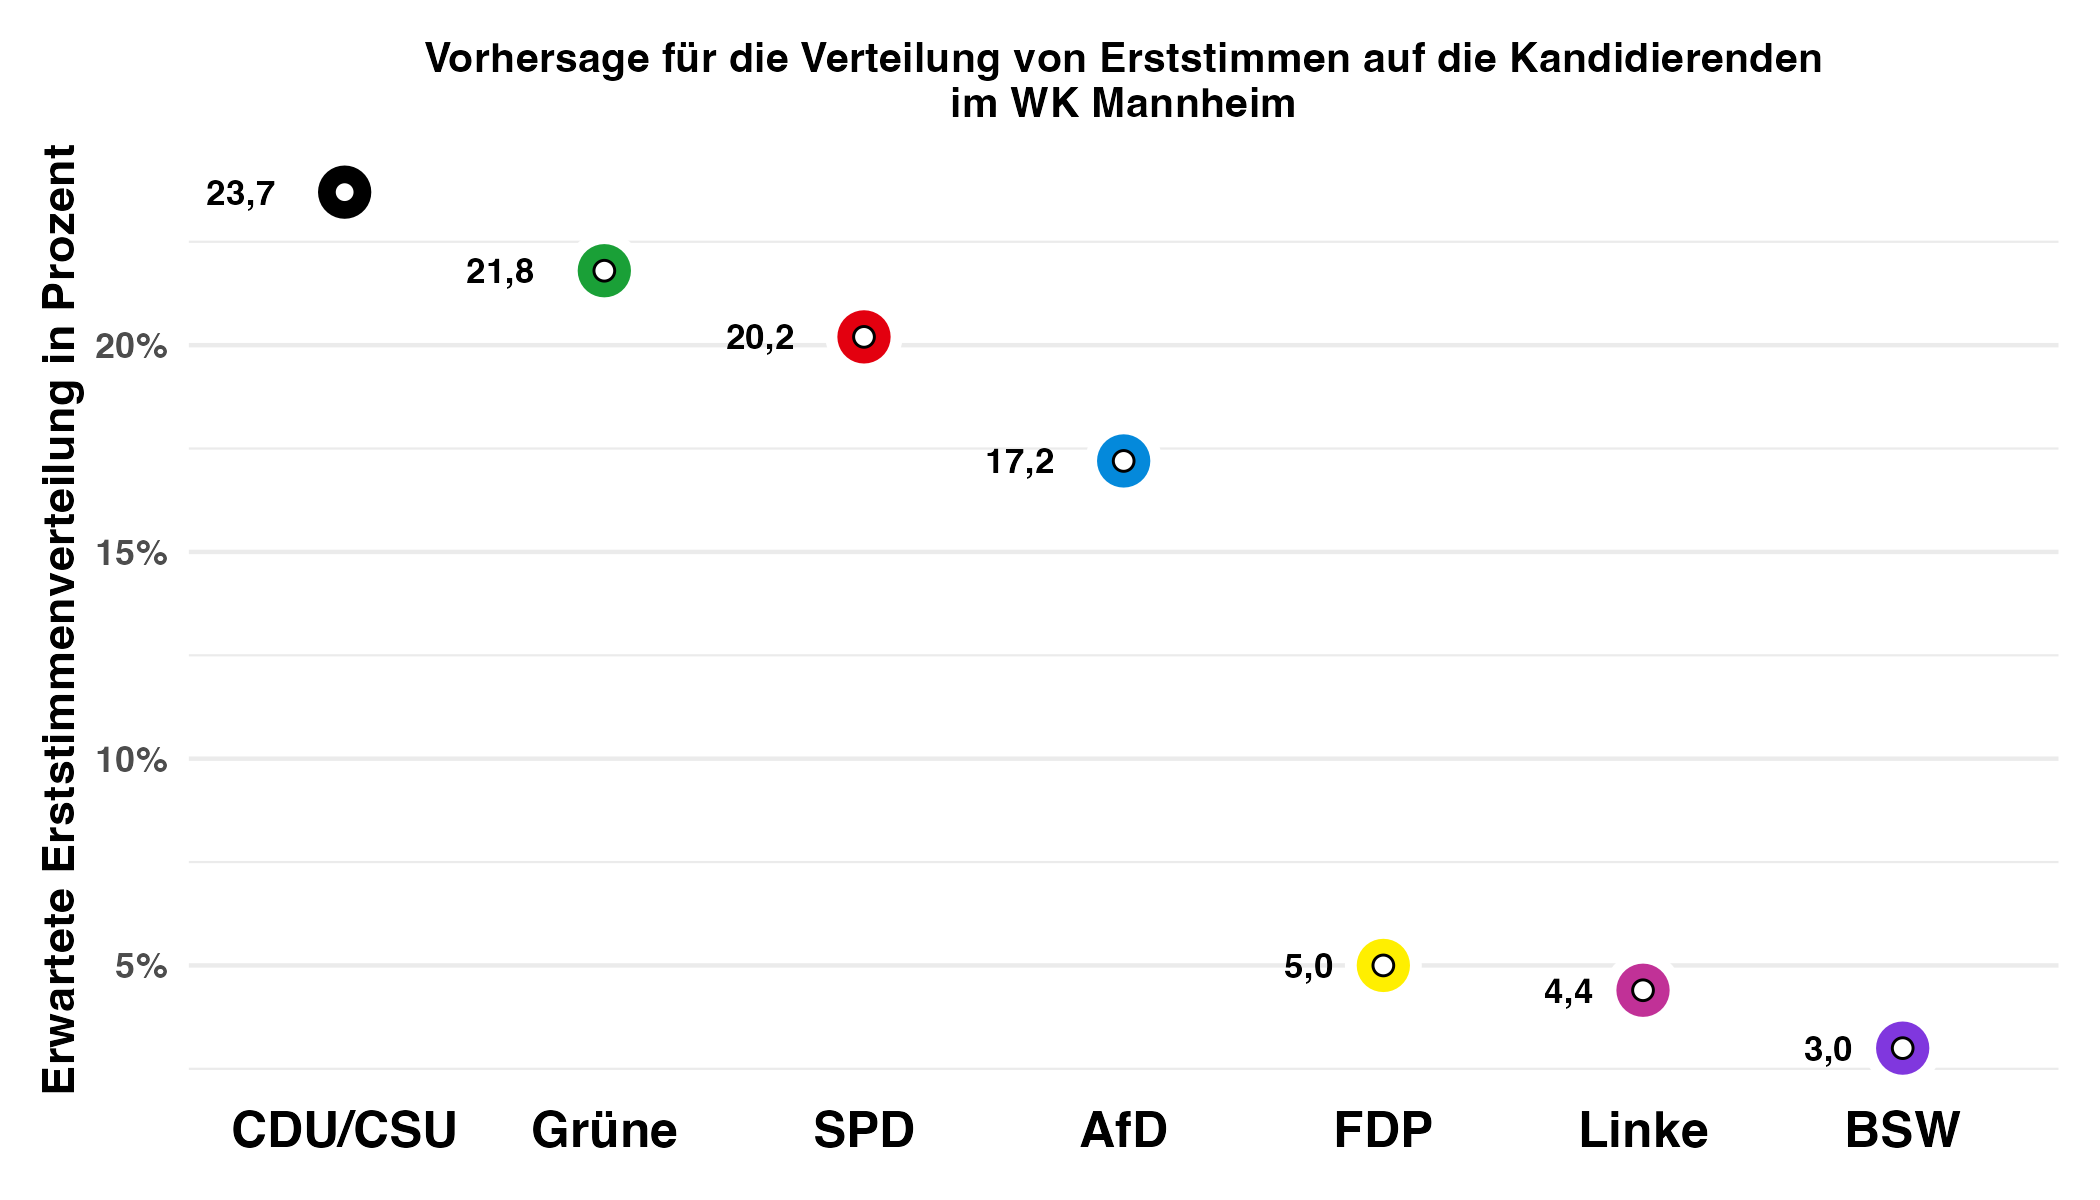 Vorhersage für die Verteilung von Erststimmen auf die Kandidierenden
im WK Mannheim
Erwartete Erststimmenverteilung in Prozent
23,7
21,8
20,2
20%
17,2
15%
10%
5,0
5%
4,4
3,0
CDU/CSU Grüne SPD AfD FDP Linke BSW